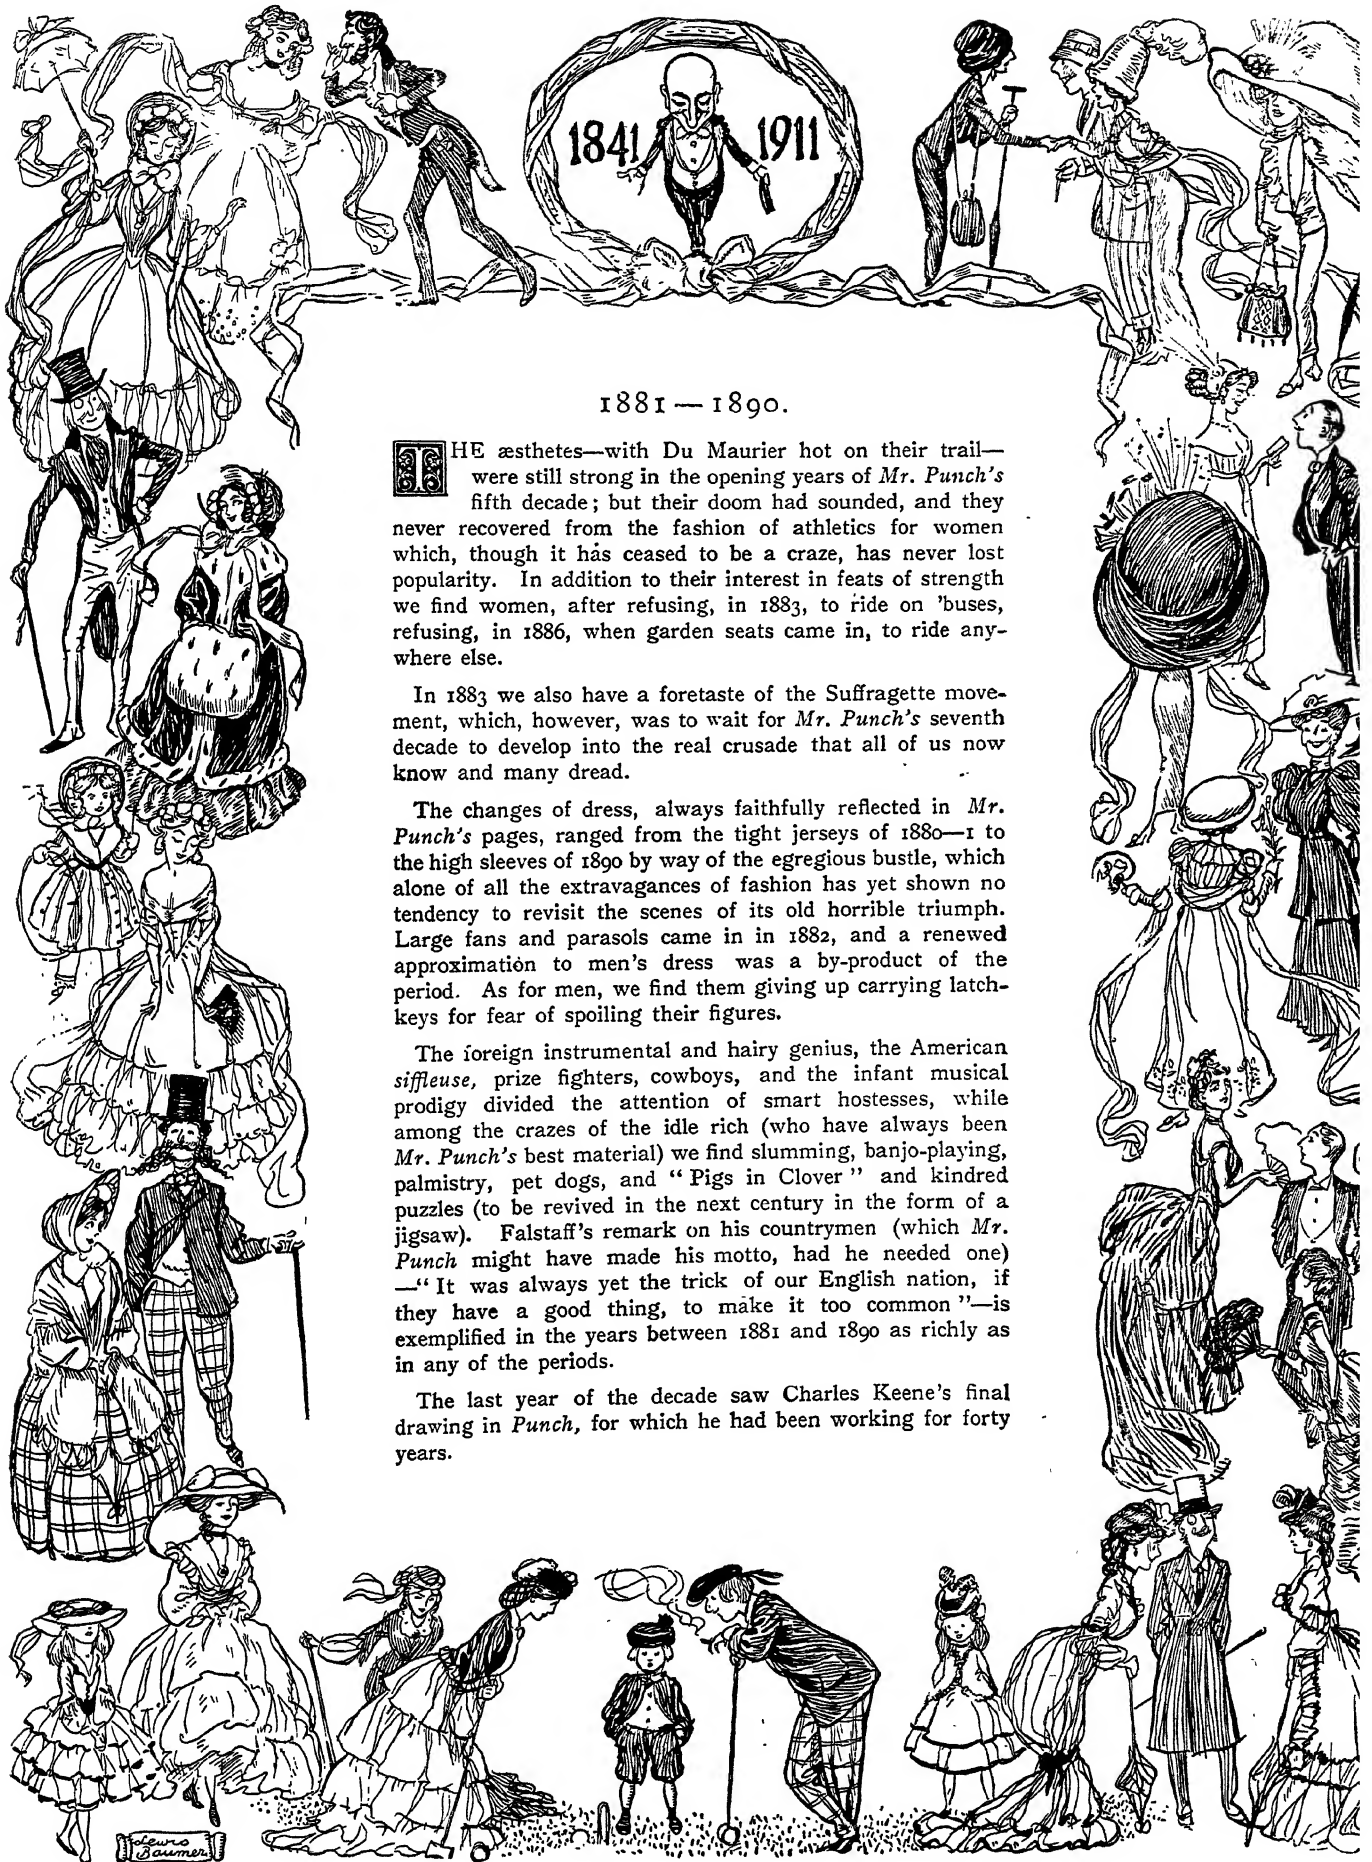 1841 1911
1881—1890.
THE æsthetes—with Du Maurier hot on their trail—
were still strong in the opening years of Mr. Punch's
fifth decade; but their doom had sounded, and they
never recovered from the fashion of athletics for women
which, though it has ceased to be a craze, has never lost
popularity. In addition to their interest in feats of strength
we find women, after refusing, in 1883, to ride on 'buses,
refusing, in 1886, when garden seats came in, to ride any-
where else.
In 1883 we also have a foretaste of the Suffragette move-
ment, which, however, was to wait for Mr. Punch's seventh
decade to develop into the real crusade that all of us now
know and many dread.
The changes of dress, always faithfully reflected in Mr.
Punch's pages, ranged from the tight jerseys of 1880—1 to
the high sleeves of 1890 by way of the egregious bustle, which
alone of all the extravagances of fashion has yet shown no
tendency to revisit the scenes of its old horrible triumph.
Large fans and parasols came in in 1882, and a renewed
approximation to men's dress was a by-product of the
period. As for men, we find them giving up carrying latch-
keys for fear of spoiling their figures.
The foreign instrumental and hairy genius, the American
siffleuse, prize fighters, cowboys, and the infant musical
prodigy divided the attention of smart hostesses, while
among the crazes of the idle rich (who have always been
Mr. Punch's best material) we find slumming, banjo-playing,
palmistry, pet dogs, and "Pigs in Clover" and kindred
puzzles (to be revived in the next century in the form of a
jigsaw). Falstaff's remark on his countrymen (which Mr.
Punch might have made his motto, had he needed one)
—"It was always yet the trick of our English nation, if
they have a good thing, to make it too common"—is
exemplified in the years between 1881 and 1890 as richly as
in any of the periods.
The last year of the decade saw Charles Keene's final
drawing in Punch, for which he had been working for forty
years.
Lewis
Baumer